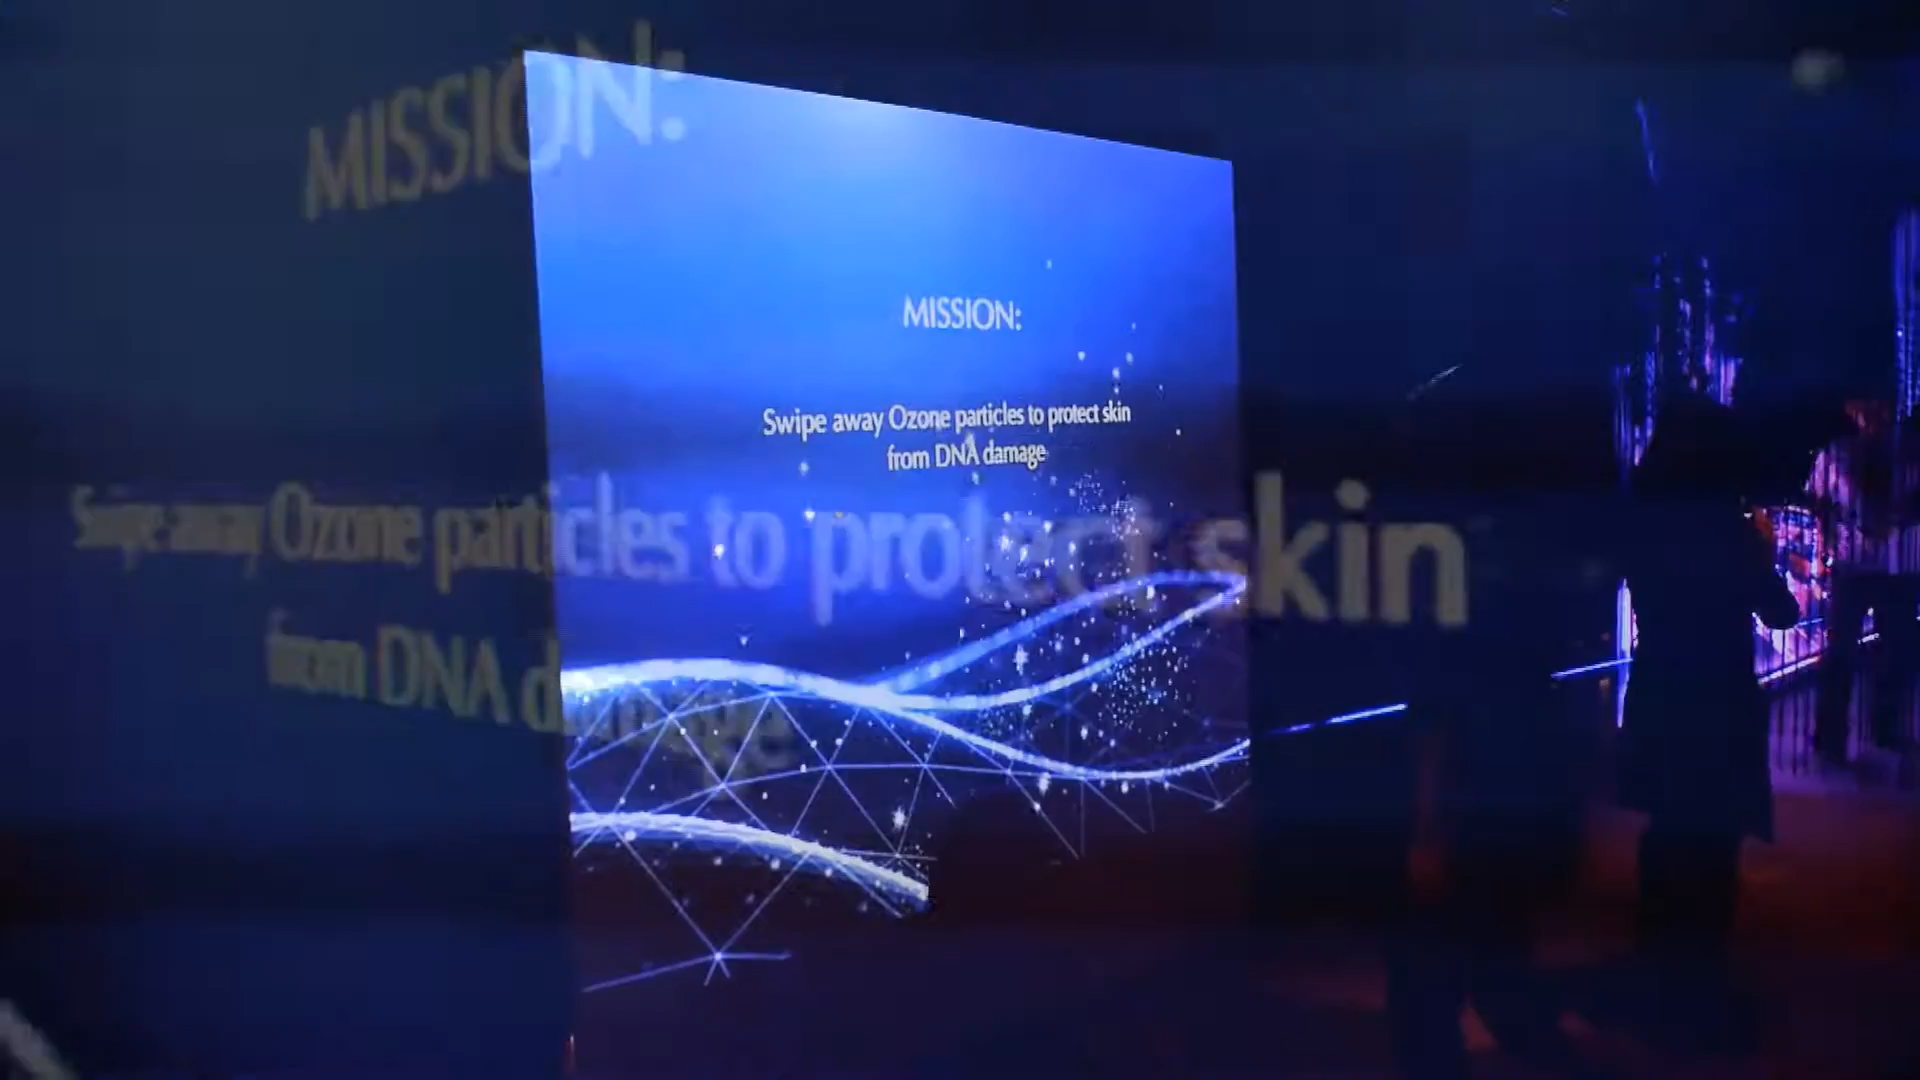 MISSION:
Swipe away Ozone particles to protect skin
from DNA damage
MISSION:
Swipe away Ozone particles to protect skin
from DNA damage